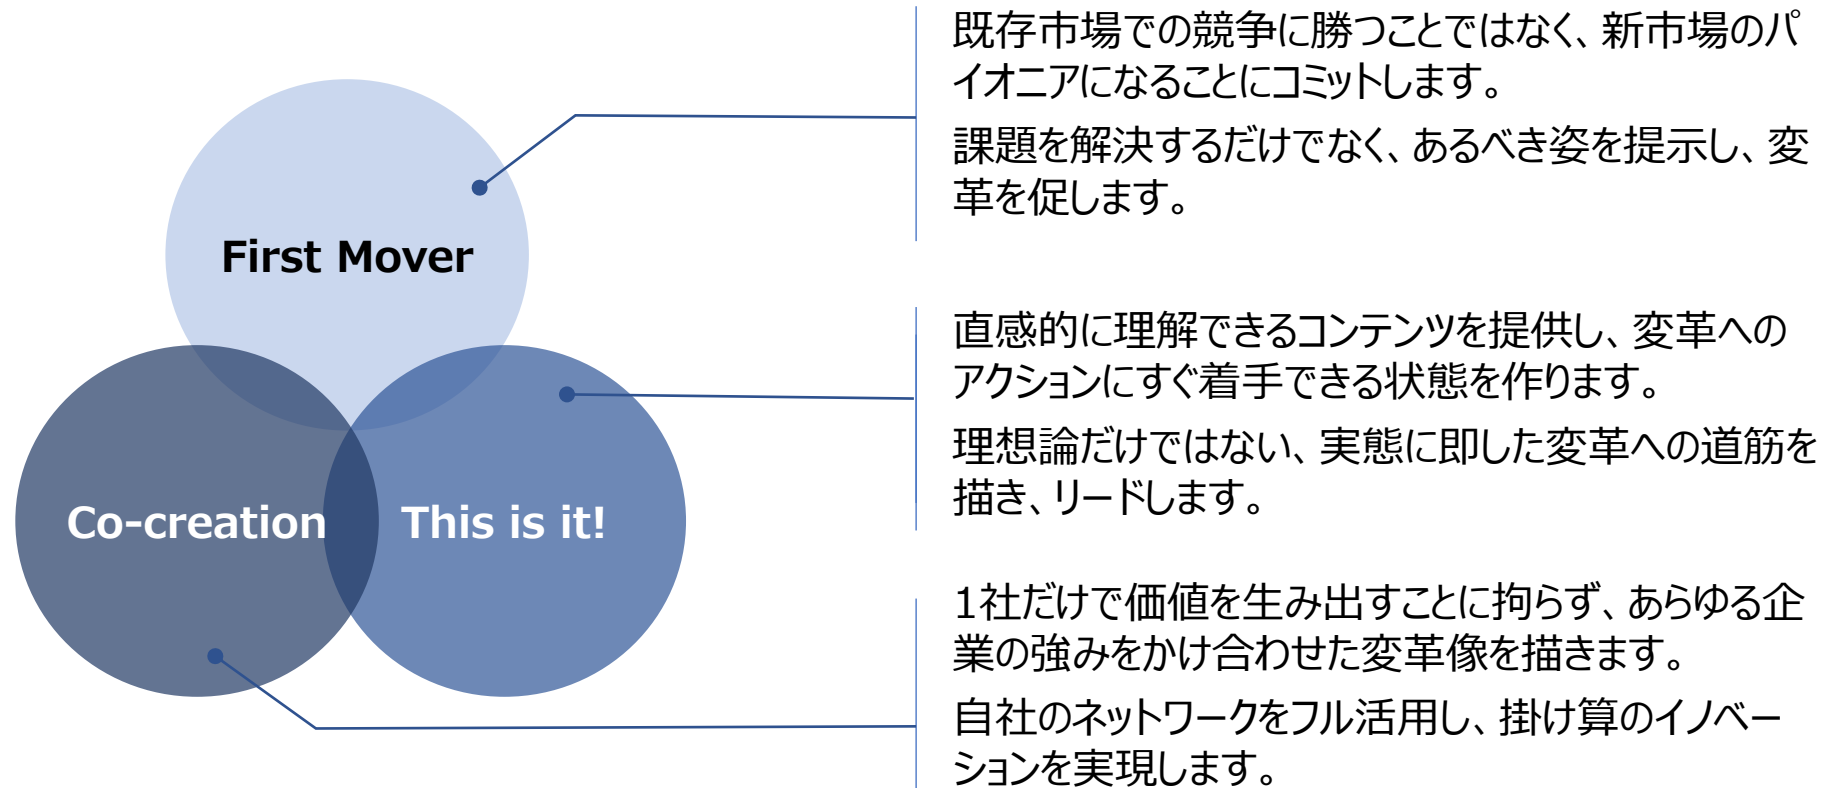 First Mover
Co-creation
This is it!
既存市場での競争に勝つことではなく、新市場のパ
イオニアになることにコミットします。
課題を解決するだけでなく、あるべき姿を提示し、変
革を促します。
直感的に理解できるコンテンツを提供し、変革への
アクションにすぐ着手できる状態を作ります。
理想論だけではない、実態に即した変革への道筋を
描き、リードします。
1社だけで価値を生み出すことに拘らず、あらゆる企
業の強みをかけ合わせた変革像を描きます。
自社のネットワークをフル活用し、掛け算のイノベー
ションを実現します。